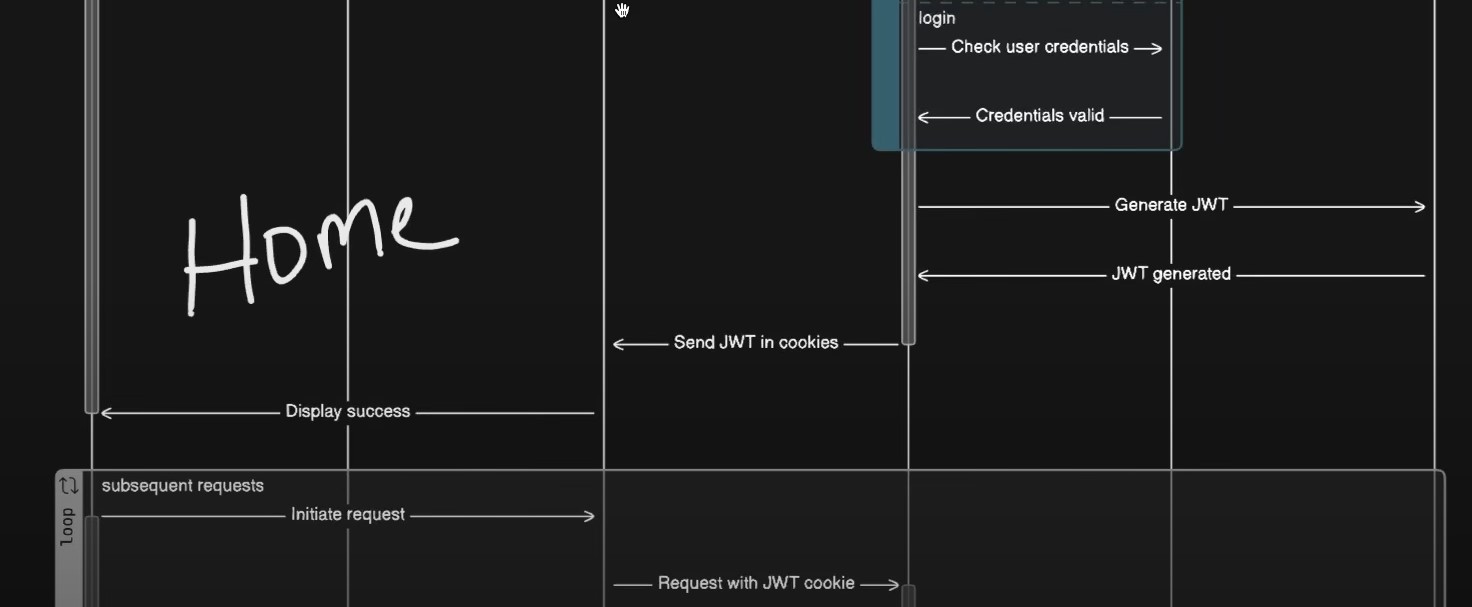 login
Check user credentials
Credentials valid
Generate JWT
Home
JWT generated
Send JWT in cookies
Display success
subsequent requests
loop
Initiate request
Request with JWT cookie